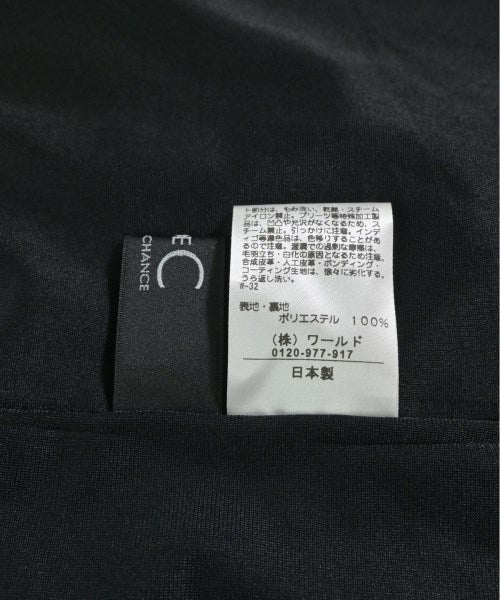 E C
CHANCE
ト部分は、もみ洗い、乾燥・スチーム
アイロン禁止。プリーツ等特殊加工製
品は、凹凸や光沢がなくなるため、ス
チーム禁止。引っかけに注意。インデ
ィゴ等濃色品は、色移りすることがあ
るので注意。湿潤での過剰な摩擦は、
毛羽立ち・白化の原因となるため注意。
合成皮革・人工皮革・ボンディング・
コーティング生地は、徐々に劣化する。
うら返し洗い。
W-32
表地・裏地
ポリエステル 100%
(株)ワールド
0120-977-917
日本製